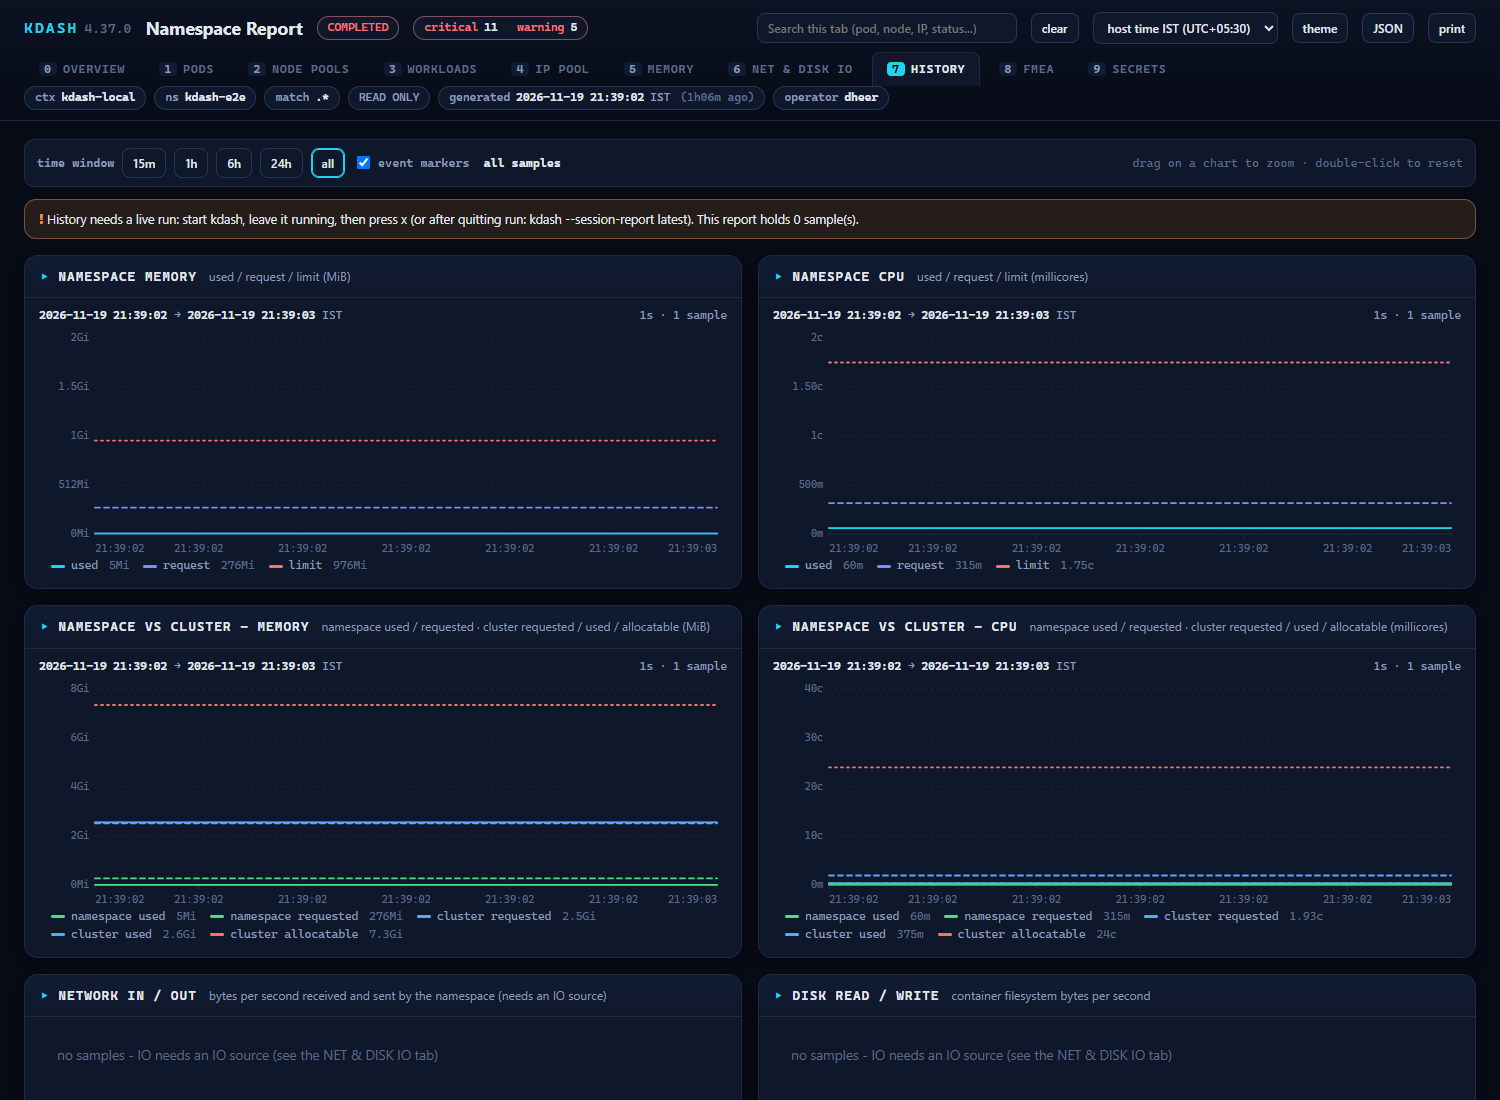 KDASH 4.37.0 Namespace Report COMPLETED critical 11 warning 5 Search this tab (pod, node, IP, status...) clear host time IST (UTC+05:30) theme JSON print
0 OVERVIEW 1 PODS 2 NODE POOLS 3 WORKLOADS 4 IP POOL 5 MEMORY 6 NET & DISK IO 7 HISTORY 8 FMEA 9 SECRETS
ctx kdash-local ns kdash-e2e match .* READ ONLY generated 2026-11-19 21:39:02 IST (1h06m ago) operator dheer
time window 15m 1h 6h 24h all event markers all samples drag on a chart to zoom · double-click to reset
! History needs a live run: start kdash, leave it running, then press x (or after quitting run: kdash --session-report latest). This report holds 0 sample(s).
NAMESPACE MEMORY used / request / limit (MiB)
2026-11-19 21:39:02 → 2026-11-19 21:39:03 IST 1s · 1 sample
2Gi
1.5Gi
1Gi
512Mi
0Mi
21:39:02 21:39:02 21:39:02 21:39:02 21:39:02 21:39:02 21:39:03
used 5Mi request 276Mi limit 976Mi
NAMESPACE CPU used / request / limit (millicores)
2026-11-19 21:39:02 → 2026-11-19 21:39:03 IST 1s · 1 sample
2c
1.50c
1c
500m
0m
21:39:02 21:39:02 21:39:02 21:39:02 21:39:02 21:39:02 21:39:03
used 60m request 315m limit 1.75c
NAMESPACE VS CLUSTER — MEMORY namespace used / requested · cluster requested / used / allocatable (MiB)
2026-11-19 21:39:02 → 2026-11-19 21:39:03 IST 1s · 1 sample
8Gi
6Gi
4Gi
2Gi
0Mi
21:39:02 21:39:02 21:39:02 21:39:02 21:39:02 21:39:02 21:39:03
namespace used 5Mi namespace requested 276Mi cluster requested 2.5Gi
cluster used 2.6Gi cluster allocatable 7.3Gi
NAMESPACE VS CLUSTER — CPU namespace used / requested · cluster requested / used / allocatable (millicores)
2026-11-19 21:39:02 → 2026-11-19 21:39:03 IST 1s · 1 sample
40c
30c
20c
10c
0m
21:39:02 21:39:02 21:39:02 21:39:02 21:39:02 21:39:02 21:39:03
namespace used 60m namespace requested 315m cluster requested 1.93c
cluster used 375m cluster allocatable 24c
NETWORK IN / OUT bytes per second received and sent by the namespace (needs an IO source)
no samples - IO needs an IO source (see the NET & DISK IO tab)
DISK READ / WRITE container filesystem bytes per second
no samples - IO needs an IO source (see the NET & DISK IO tab)